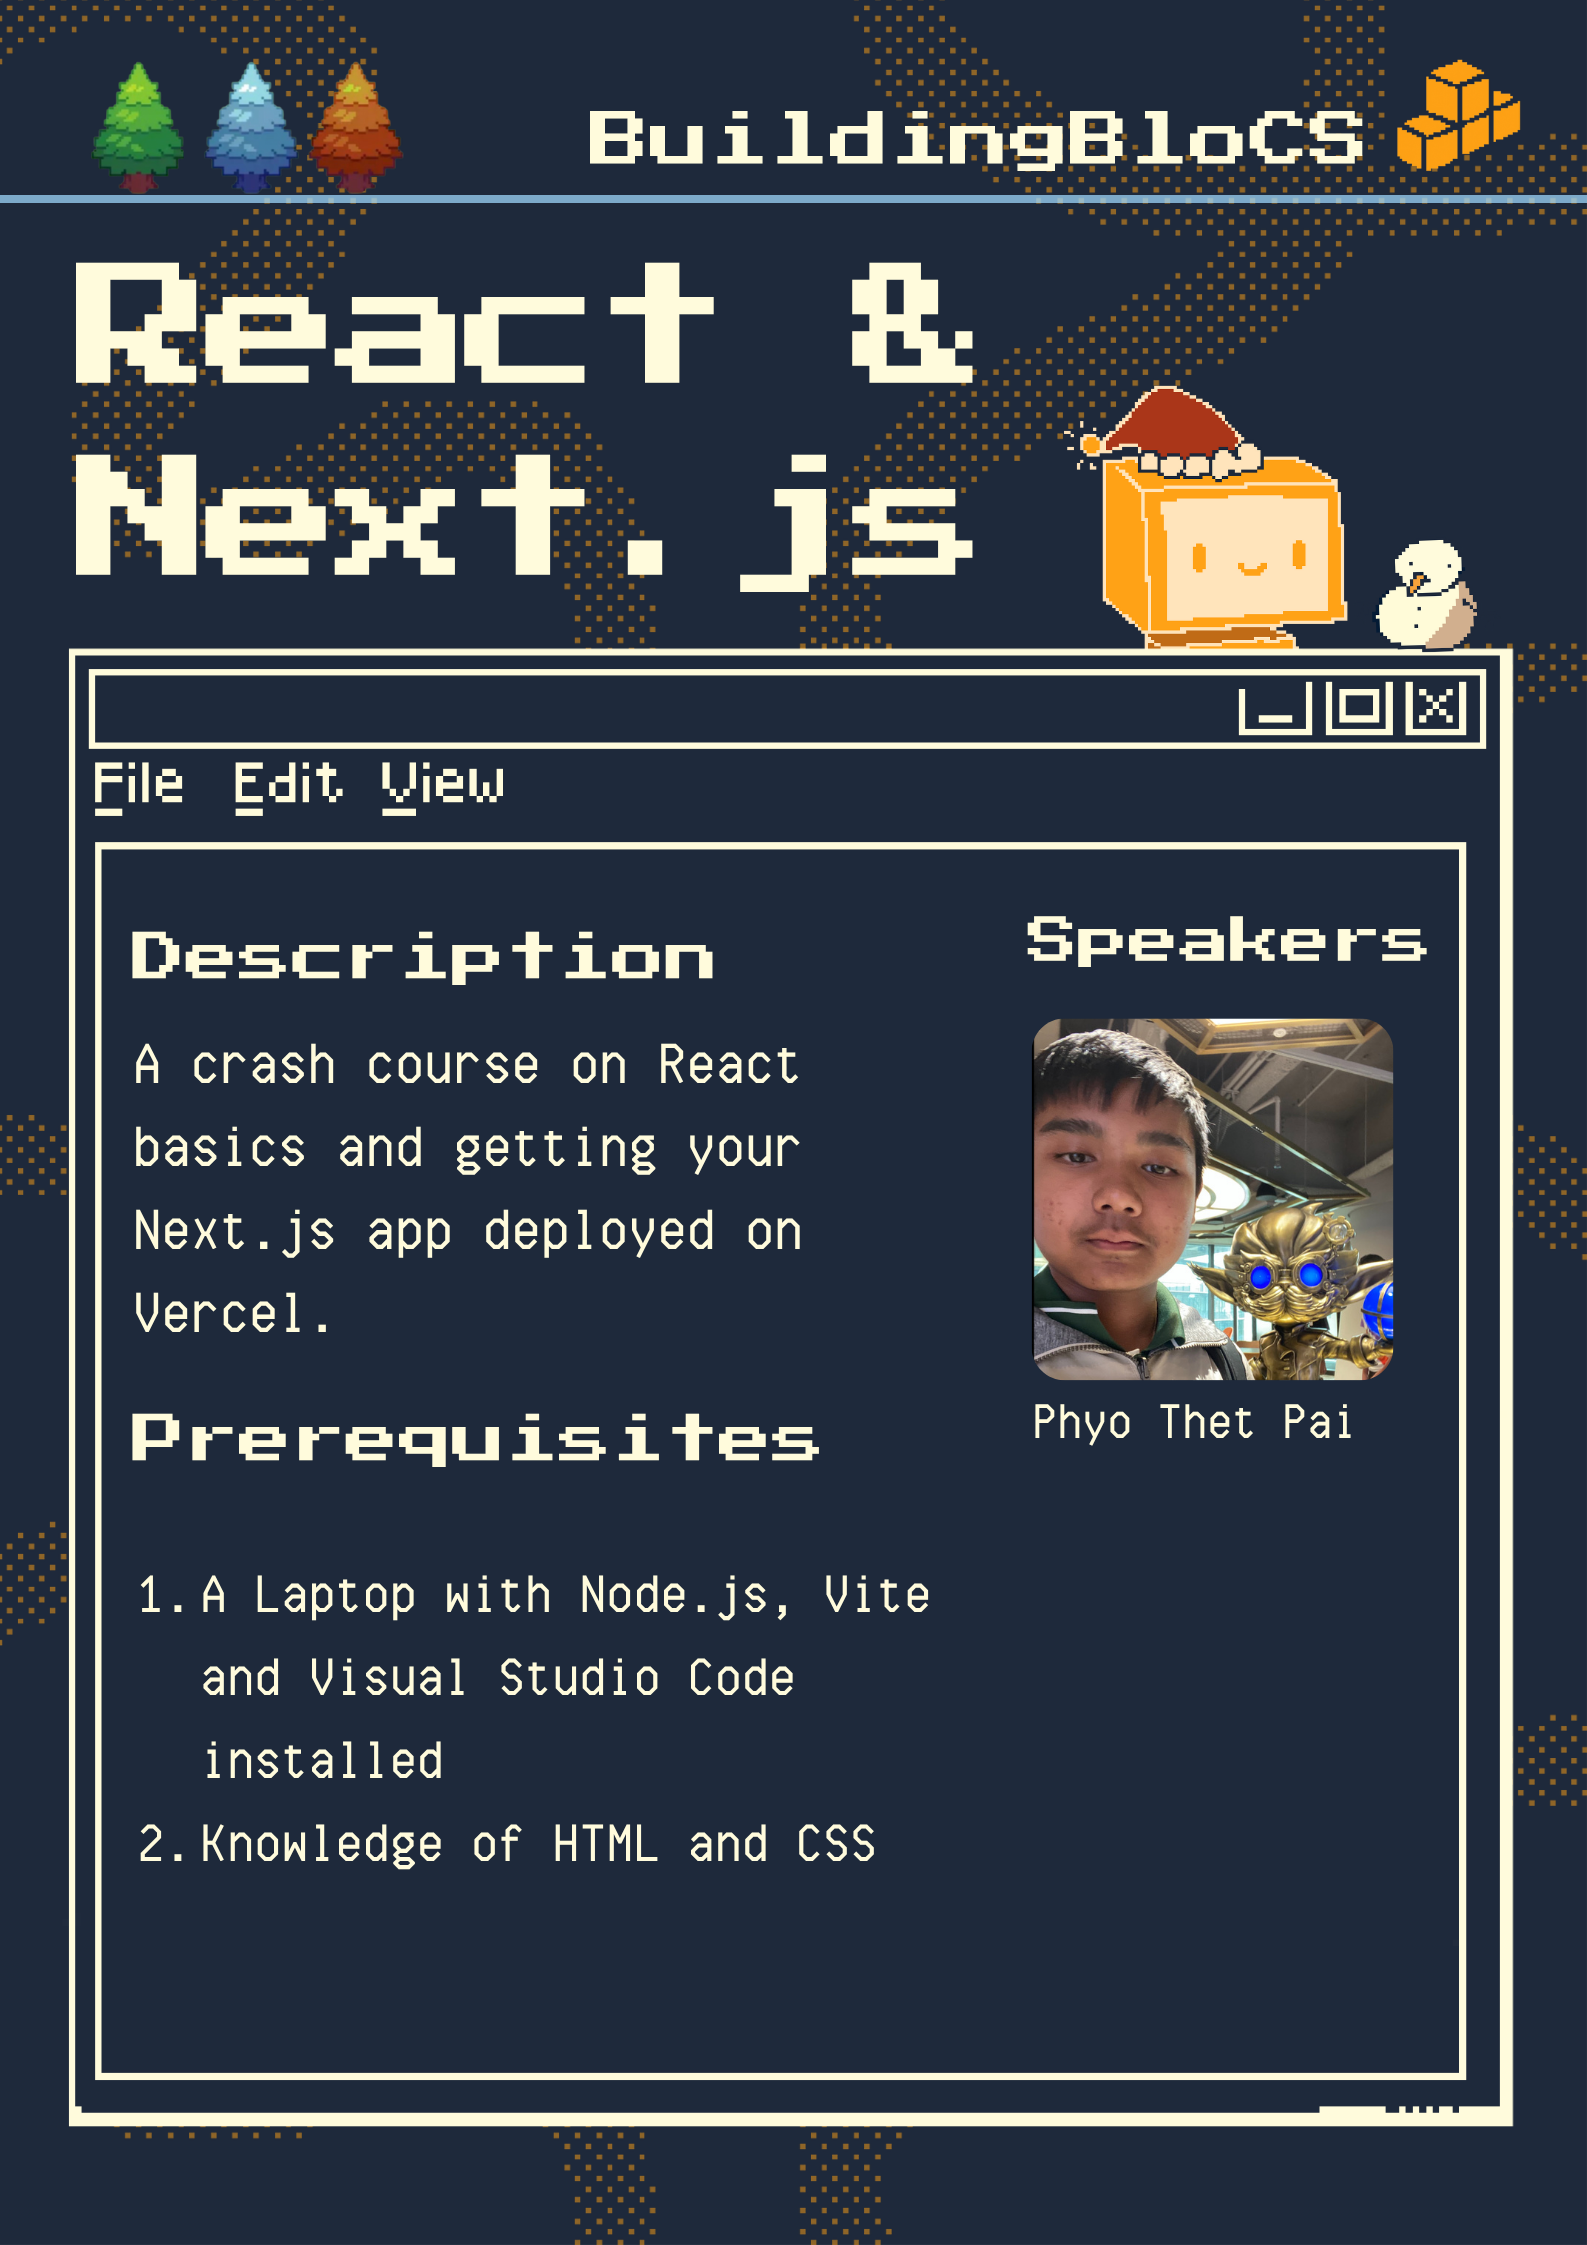 BuildingBloCS
React &
Next.js
File Edit View
Description
A crash course on React
basics and getting your
Next.js app deployed on
Vercel.
Prerequisites
1. A Laptop with Node.js, Vite
and Visual Studio Code
installed
2. Knowledge of HTML and CSS
Speakers
Phyo Thet Pai